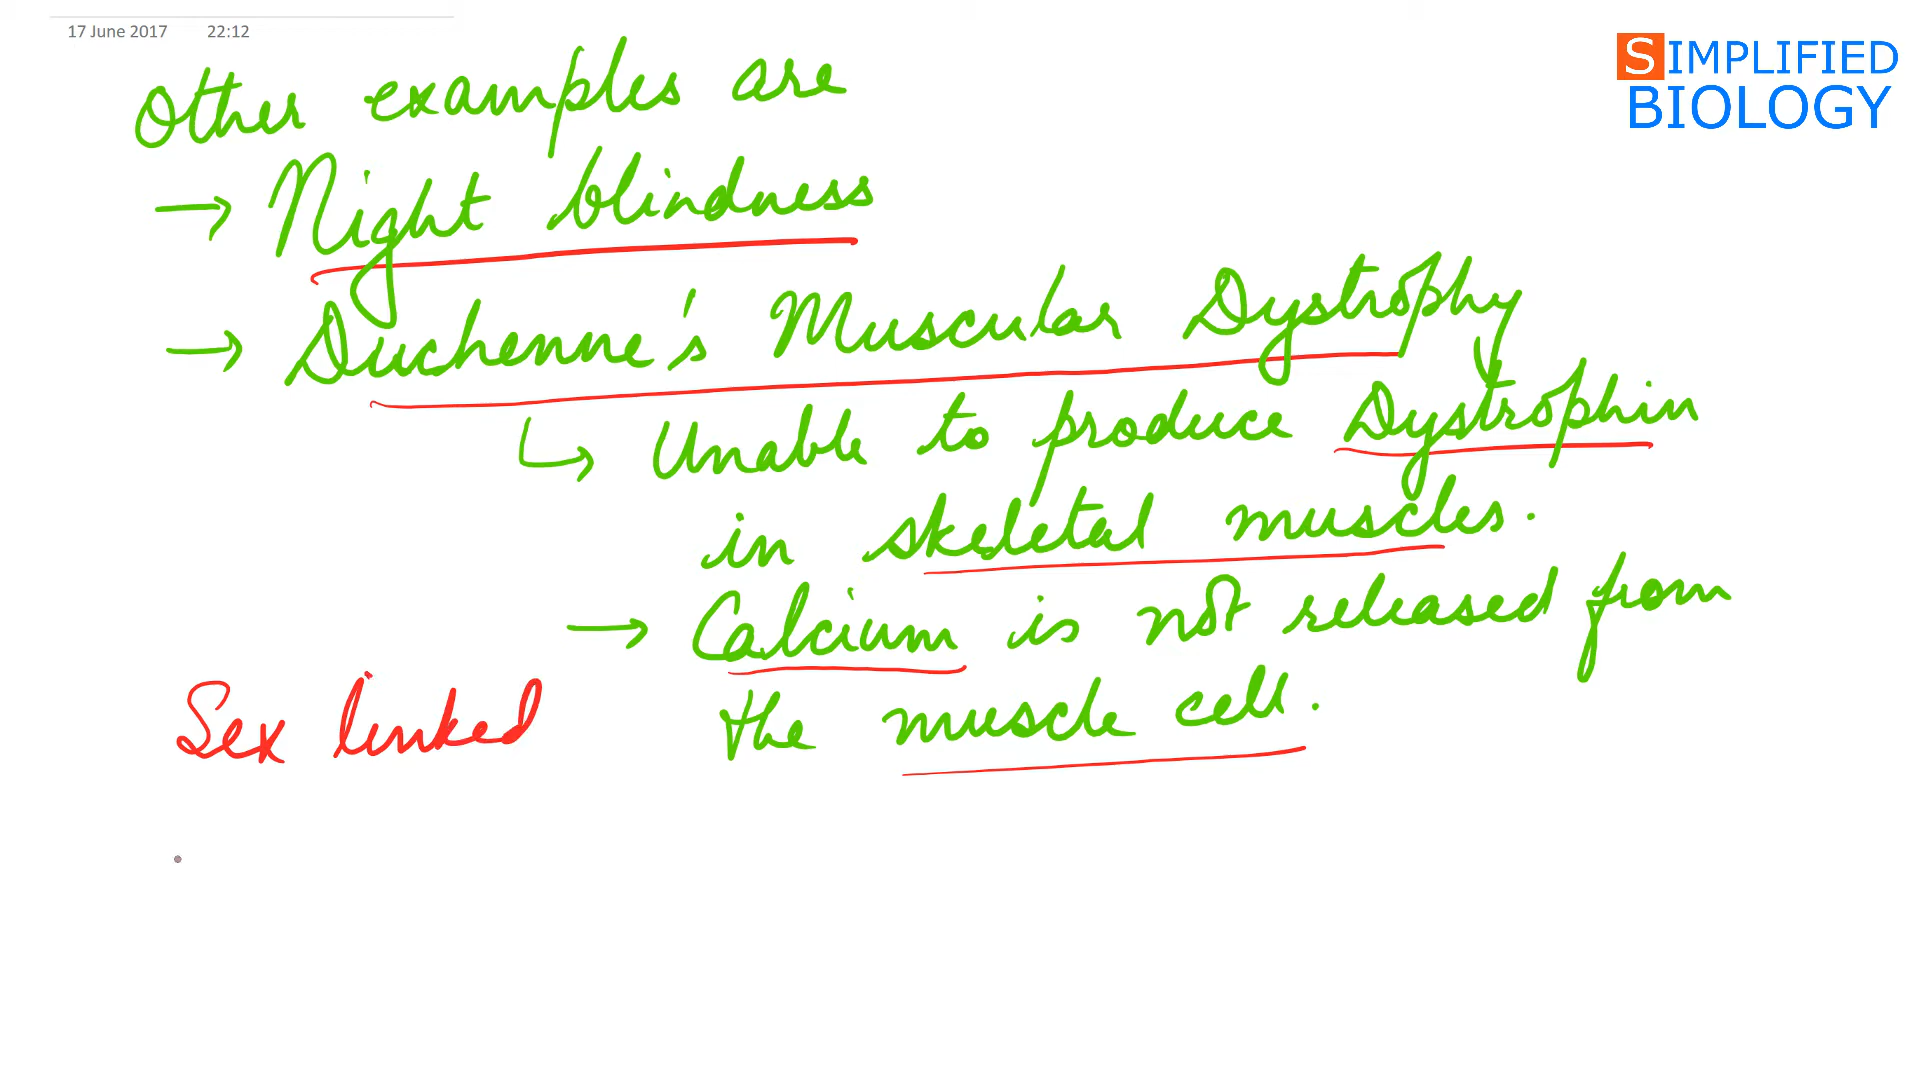 17 June 2017 22:12
SIMPLIFIED
BIOLOGY
Other examples are
→ Night blindness
→ Duchenne's Muscular Dystrophy
↳ Unable to produce Dystrophin
in skeletal muscles.
→ Calcium is not released from
the muscle cell.
Sex linked